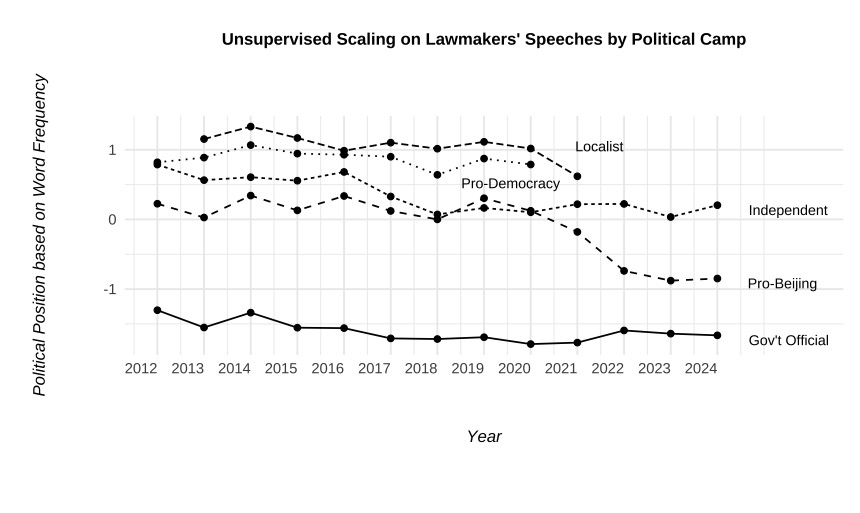 Unsupervised Scaling on Lawmakers' Speeches by Political Camp
Political Position based on Word Frequency
1
0
-1
Localist
Pro-Democracy
Independent
Pro-Beijing
Gov't Official
2012 2013 2014 2015 2016 2017 2018 2019 2020 2021 2022 2023 2024
Year